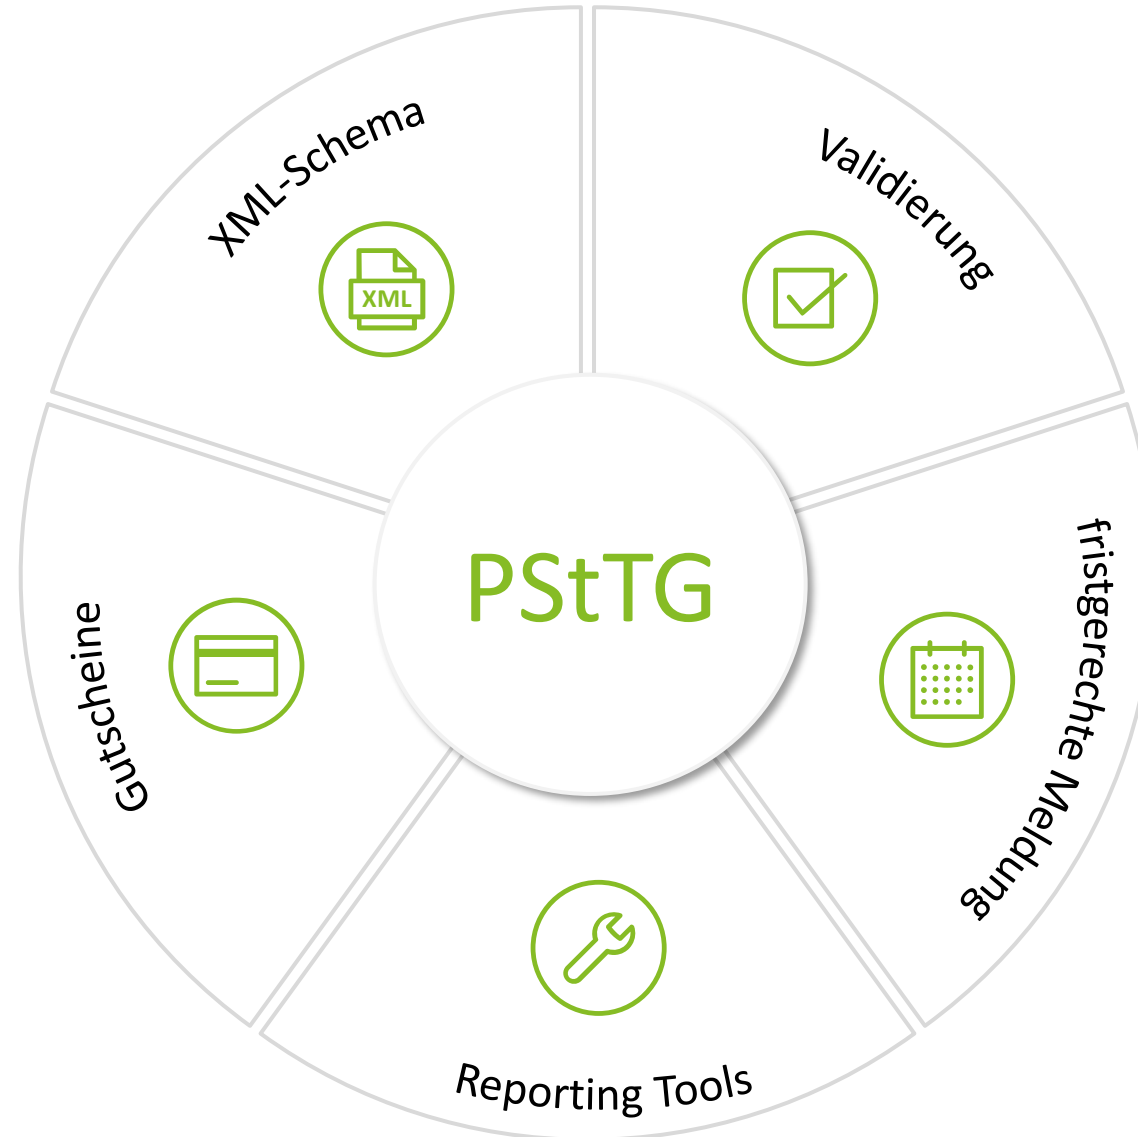 XML-Schema
Validierung
XML
PStTG
fristgerechte Meldung
Gutscheine
Reporting Tools